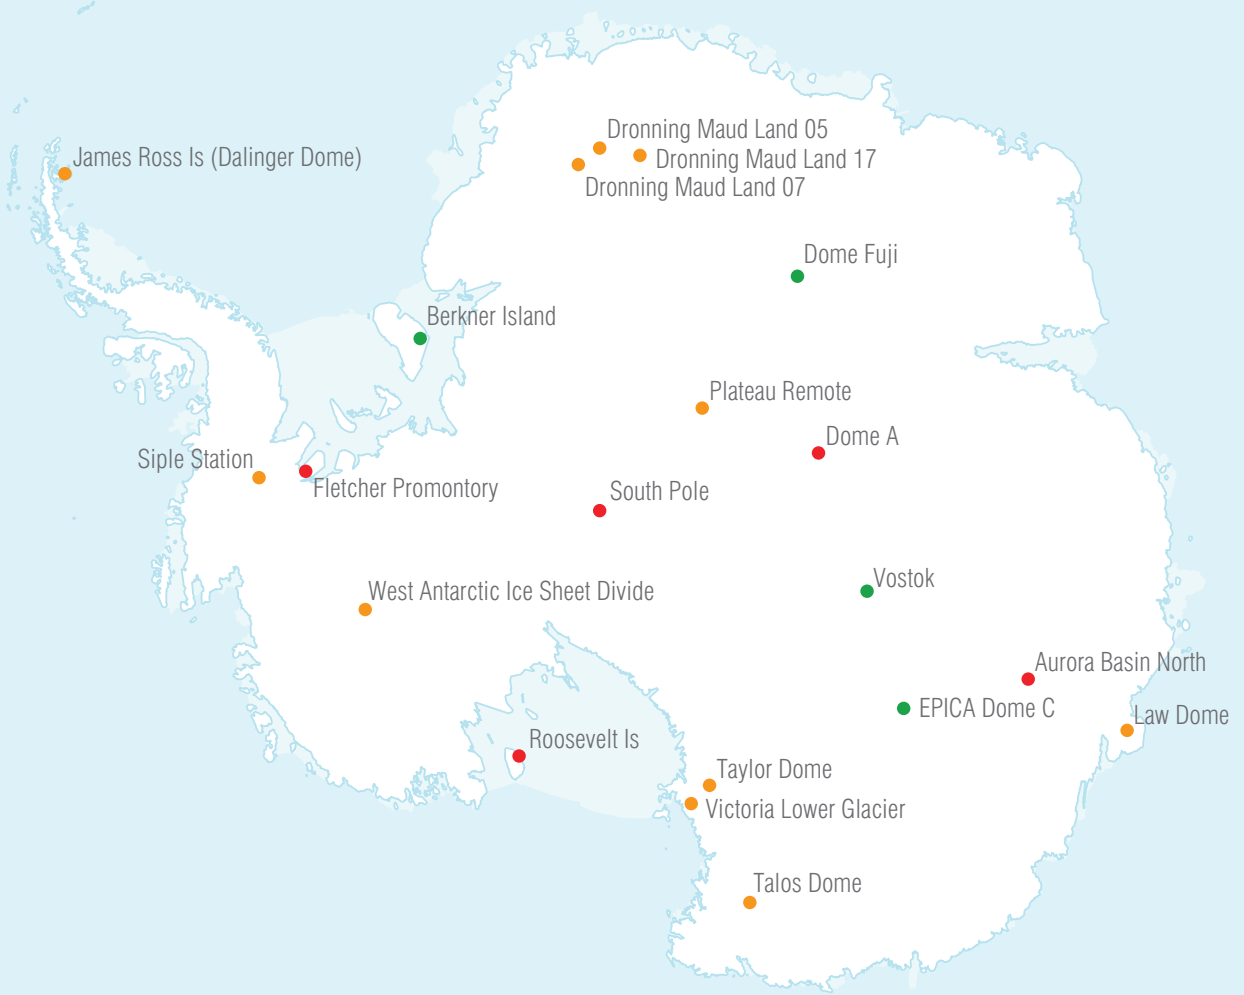 Dronning Maud Land 05
James Ross Is (Dalinger Dome)
Dronning Maud Land 17
Dronning Maud Land 07
Dome Fuji
Berkner Island
Plateau Remote
Dome A
Siple Station
Fletcher Promontory
South Pole
Vostok
West Antarctic Ice Sheet Divide
Aurora Basin North
EPICA Dome C
Law Dome
Roosevelt Is
Taylor Dome
Victoria Lower Glacier
Talos Dome